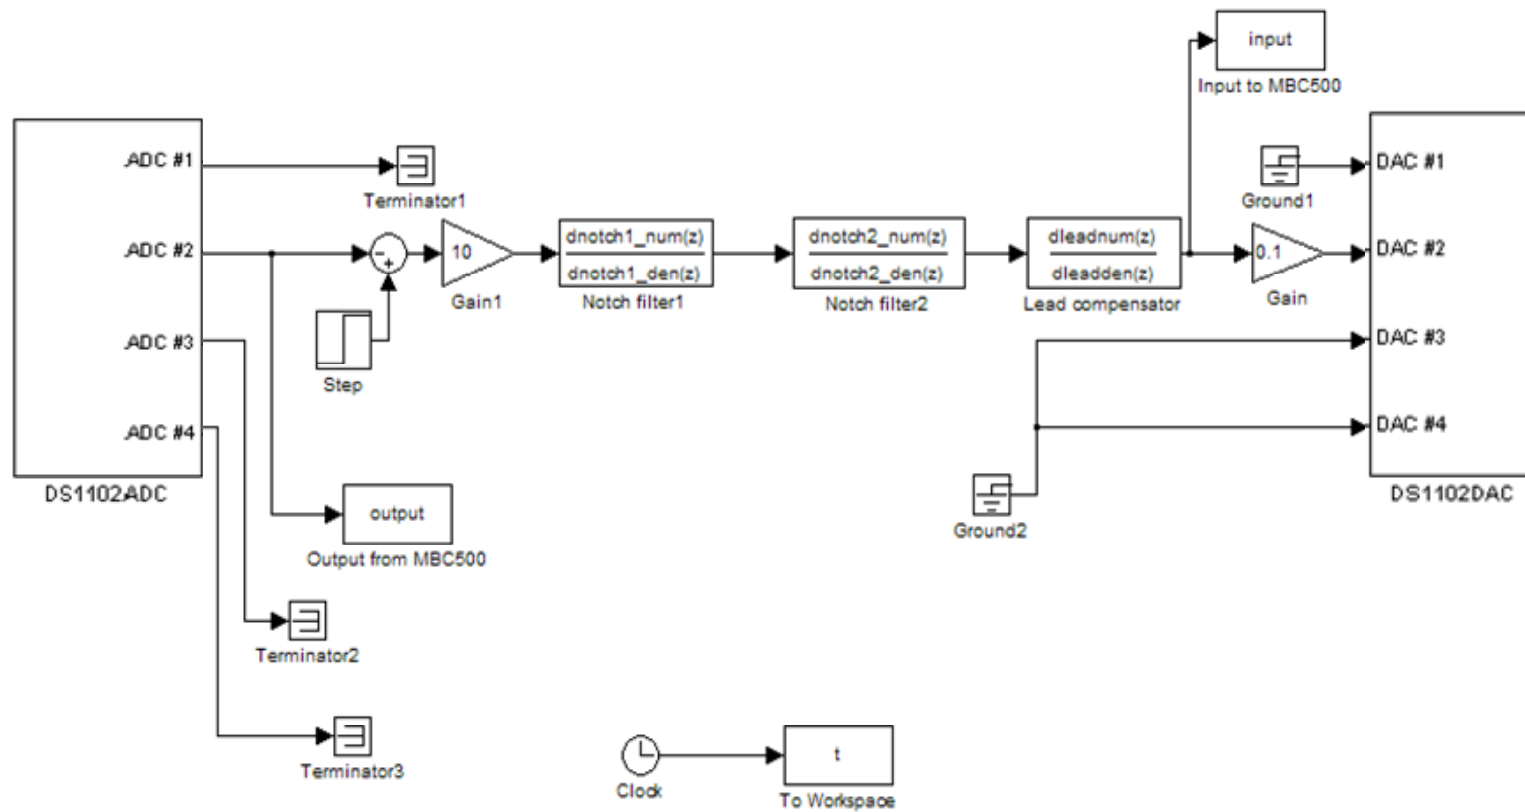 input
Input to MBC500
ADC #1
Terminator1
DAC #1
Ground1
ADC #2
-
+
10
Gain1
dnotch1_num(z)
dnotch1_den(z)
Notch filter1
dnotch2_num(z)
dnotch2_den(z)
Notch filter2
dleadnum(z)
dleadden(z)
Lead compensator
0.1
Gain
DAC #2
ADC #3
Step
DAC #3
ADC #4
DAC #4
DS1102ADC
DS1102DAC
output
Output from MBC500
Ground2
Terminator2
Terminator3
Clock
t
To Workspace